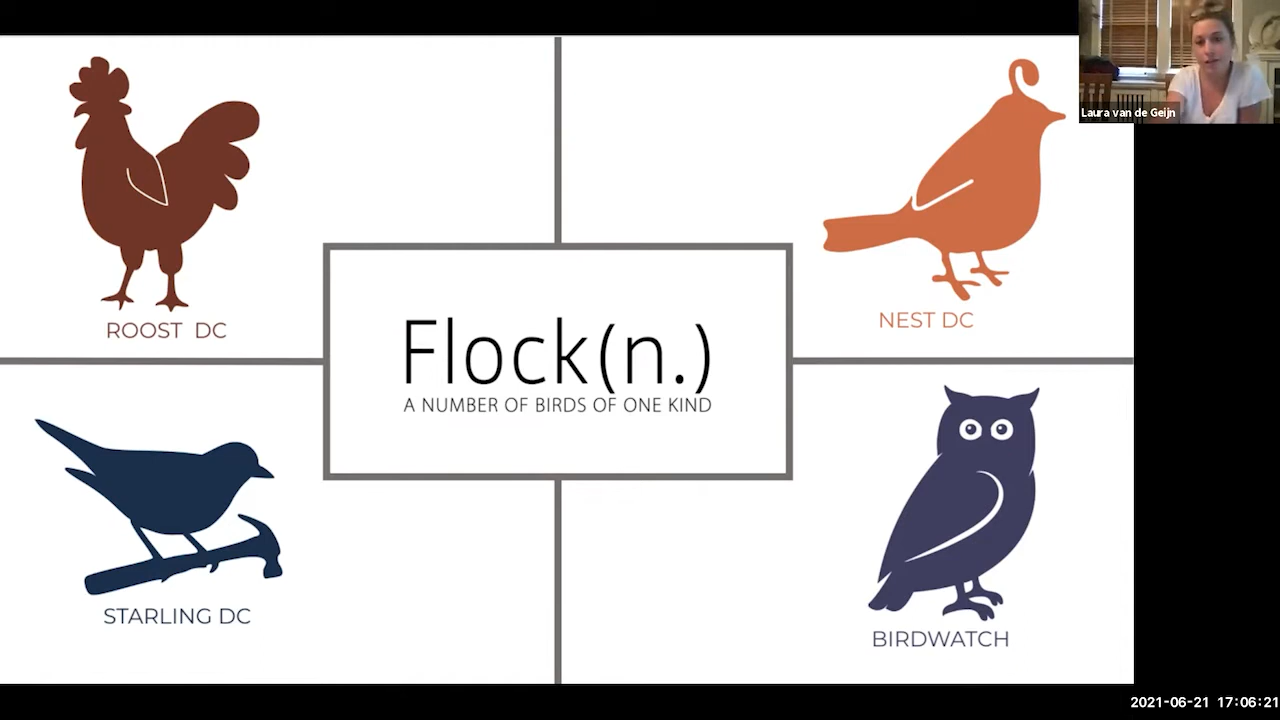 Laura van de Geijn
ROOST DC
NEST DC
Flock(n.)
A NUMBER OF BIRDS OF ONE KIND
STARLING DC
BIRDWATCH
2021-06-21 17:06:21